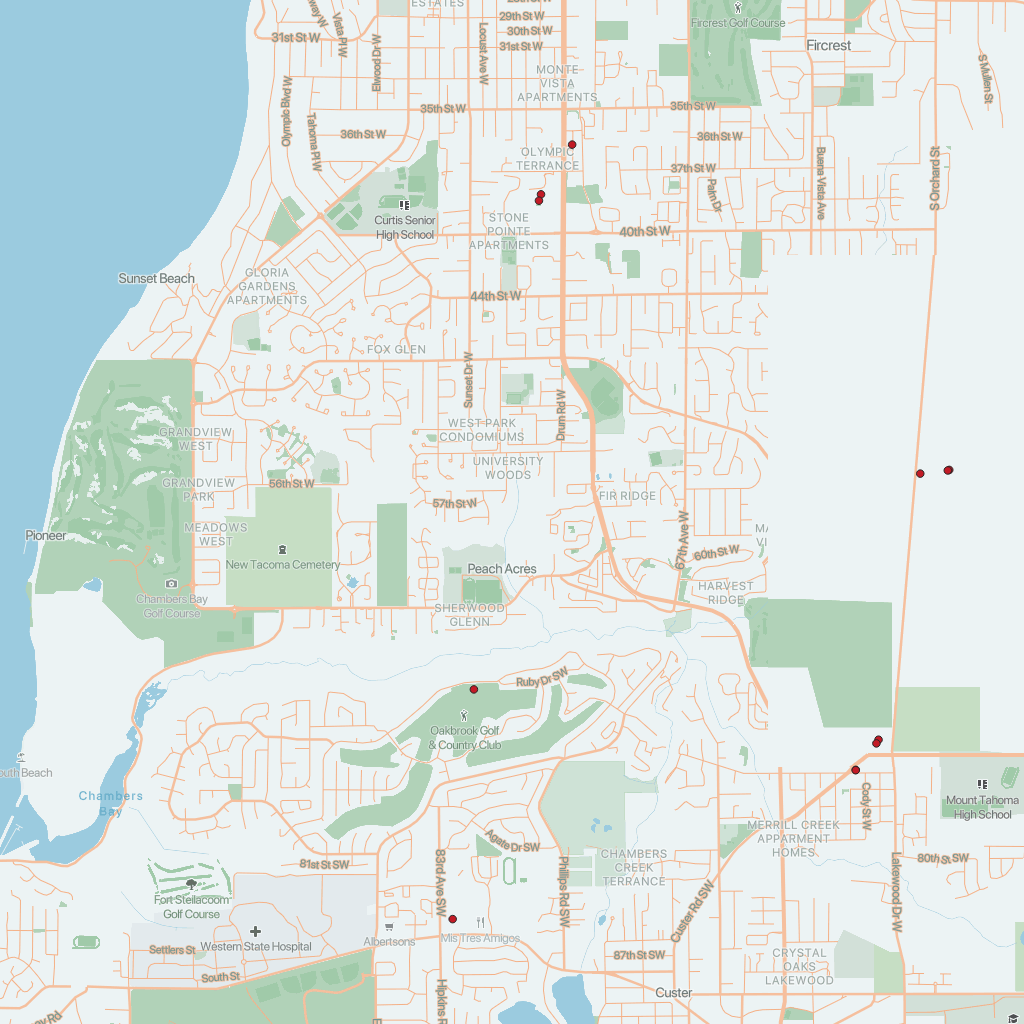 ESTATES
29th St W
30th St W
31st St W
31st St W
Vista Pl W
Elwood Dr W
Locust Ave W
Fircrest Golf Course
Fircrest
S Mullen St
MONTE
VISTA
APARTMENTS
Olympic Blvd W
Tahoma Pl W
35th St W
35th St W
36th St W
36th St W
OLYMPIC
TERRANCE
37th St W
Palm Dr
Buena Vista Ave
S Orchard St
Curtis Senior
High School
STONE
POINTE
APARTMENTS
40th St W
Sunset Beach
GLORIA
GARDENS
APARTMENTS
44th St W
FOX GLEN
Sunset Dr W
Drum Rd W
GRANDVIEW
WEST
WEST PARK
CONDOMIUMS
UNIVERSITY
WOODS
GRANDVIEW
PARK
56th St W
57th St W
FIR RIDGE
MEADOWS
WEST
Pioneer
67th Ave W
60th St W
New Tacoma Cemetery
Peach Acres
HARVEST
RIDGE
Chambers Bay
Golf Course
SHERWOOD
GLENN
Ruby Dr SW
Oakbrook Golf
& Country Club
outh Beach
Chambers
Bay
Mount Tahoma
High School
Cody St W
MERRILL CREEK
APPARMENT
HOMES
Agate Dr SW
81st St SW
83rd Ave SW
Phillips Rd SW
CHAMBERS
CREEK
TERRANCE
80th St SW
Lakewood Dr W
Fort Steilacoom
Golf Course
Custer Rd SW
Western State Hospital
Settlers St
South St
Albertsons
Mis Tres Amigos
87th St SW
CRYSTAL
OAKS
LAKEWOOD
Custer
Hipkins R